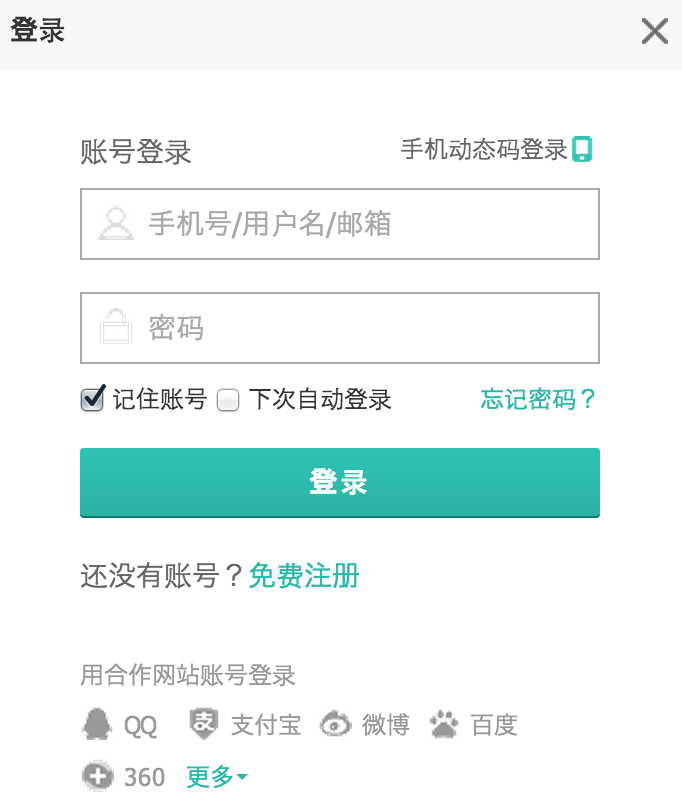 登录
账号登录 手机动态码登录
手机号/用户名/邮箱
密码
记住账号 下次自动登录 忘记密码？
登录
还没有账号？免费注册
用合作网站账号登录
QQ 支付宝 微博 百度
360 更多